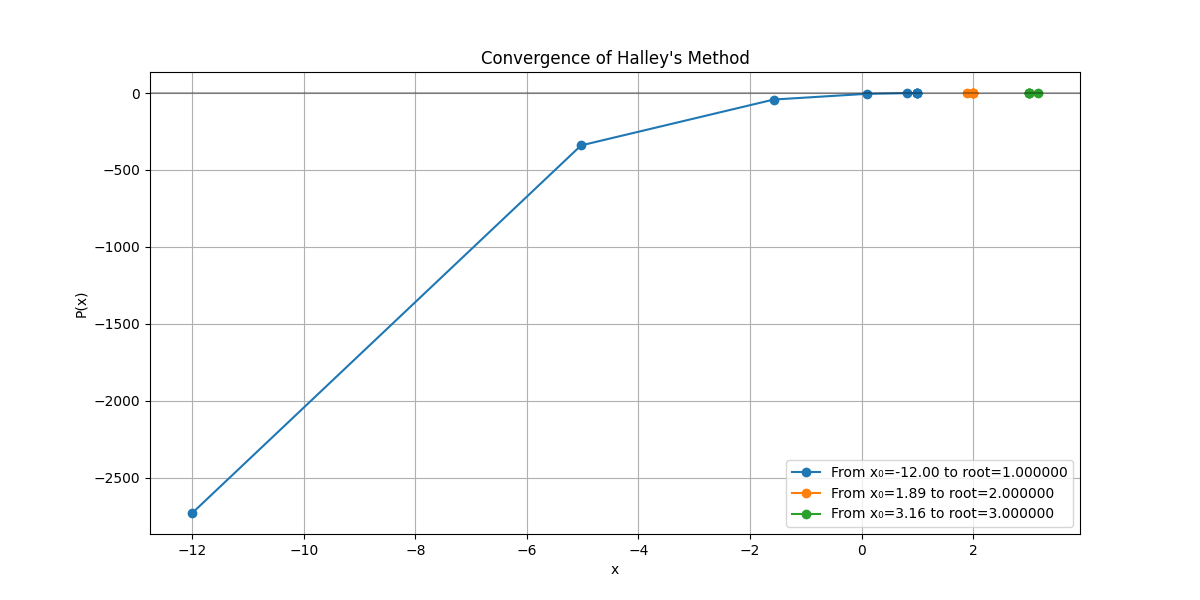 Convergence of Halley's Method
0
−500
−1000
−1500
−2000
−2500
P(x)
−12 −10 −8 −6 −4 −2 0 2
x
From x₀=-12.00 to root=1.000000
From x₀=1.89 to root=2.000000
From x₀=3.16 to root=3.000000